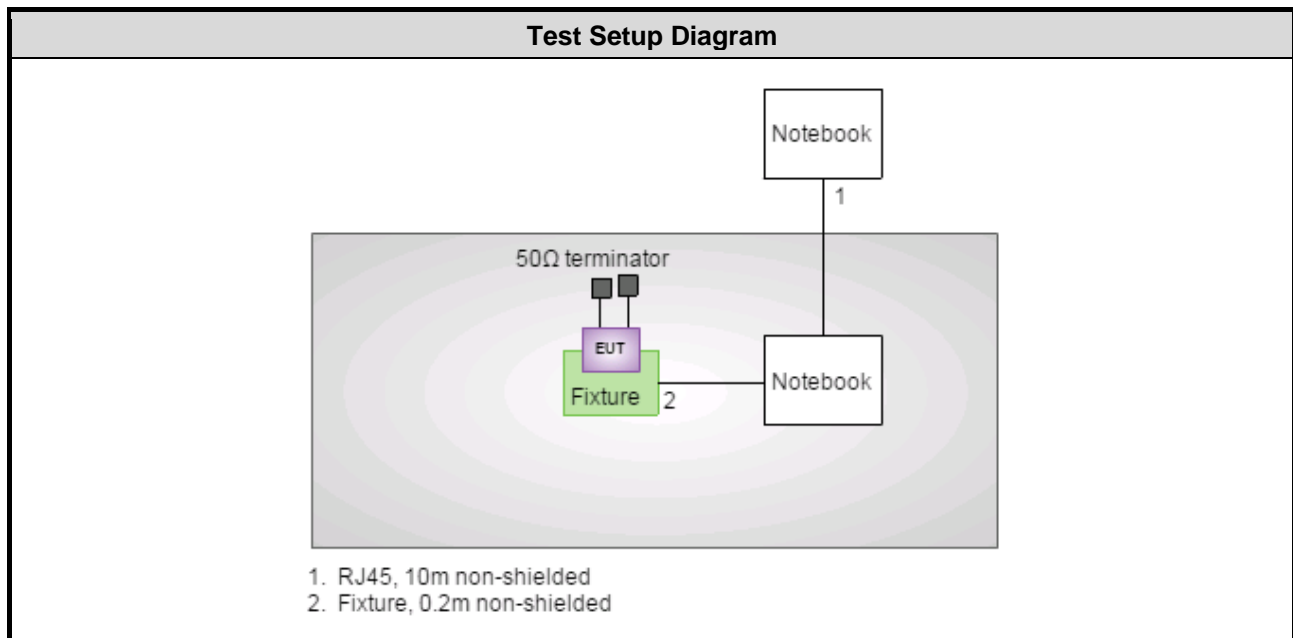 Test Setup Diagram
Notebook
1
50Ω terminator
EUT
Fixture
2
Notebook
1. RJ45, 10m non-shielded
2. Fixture, 0.2m non-shielded